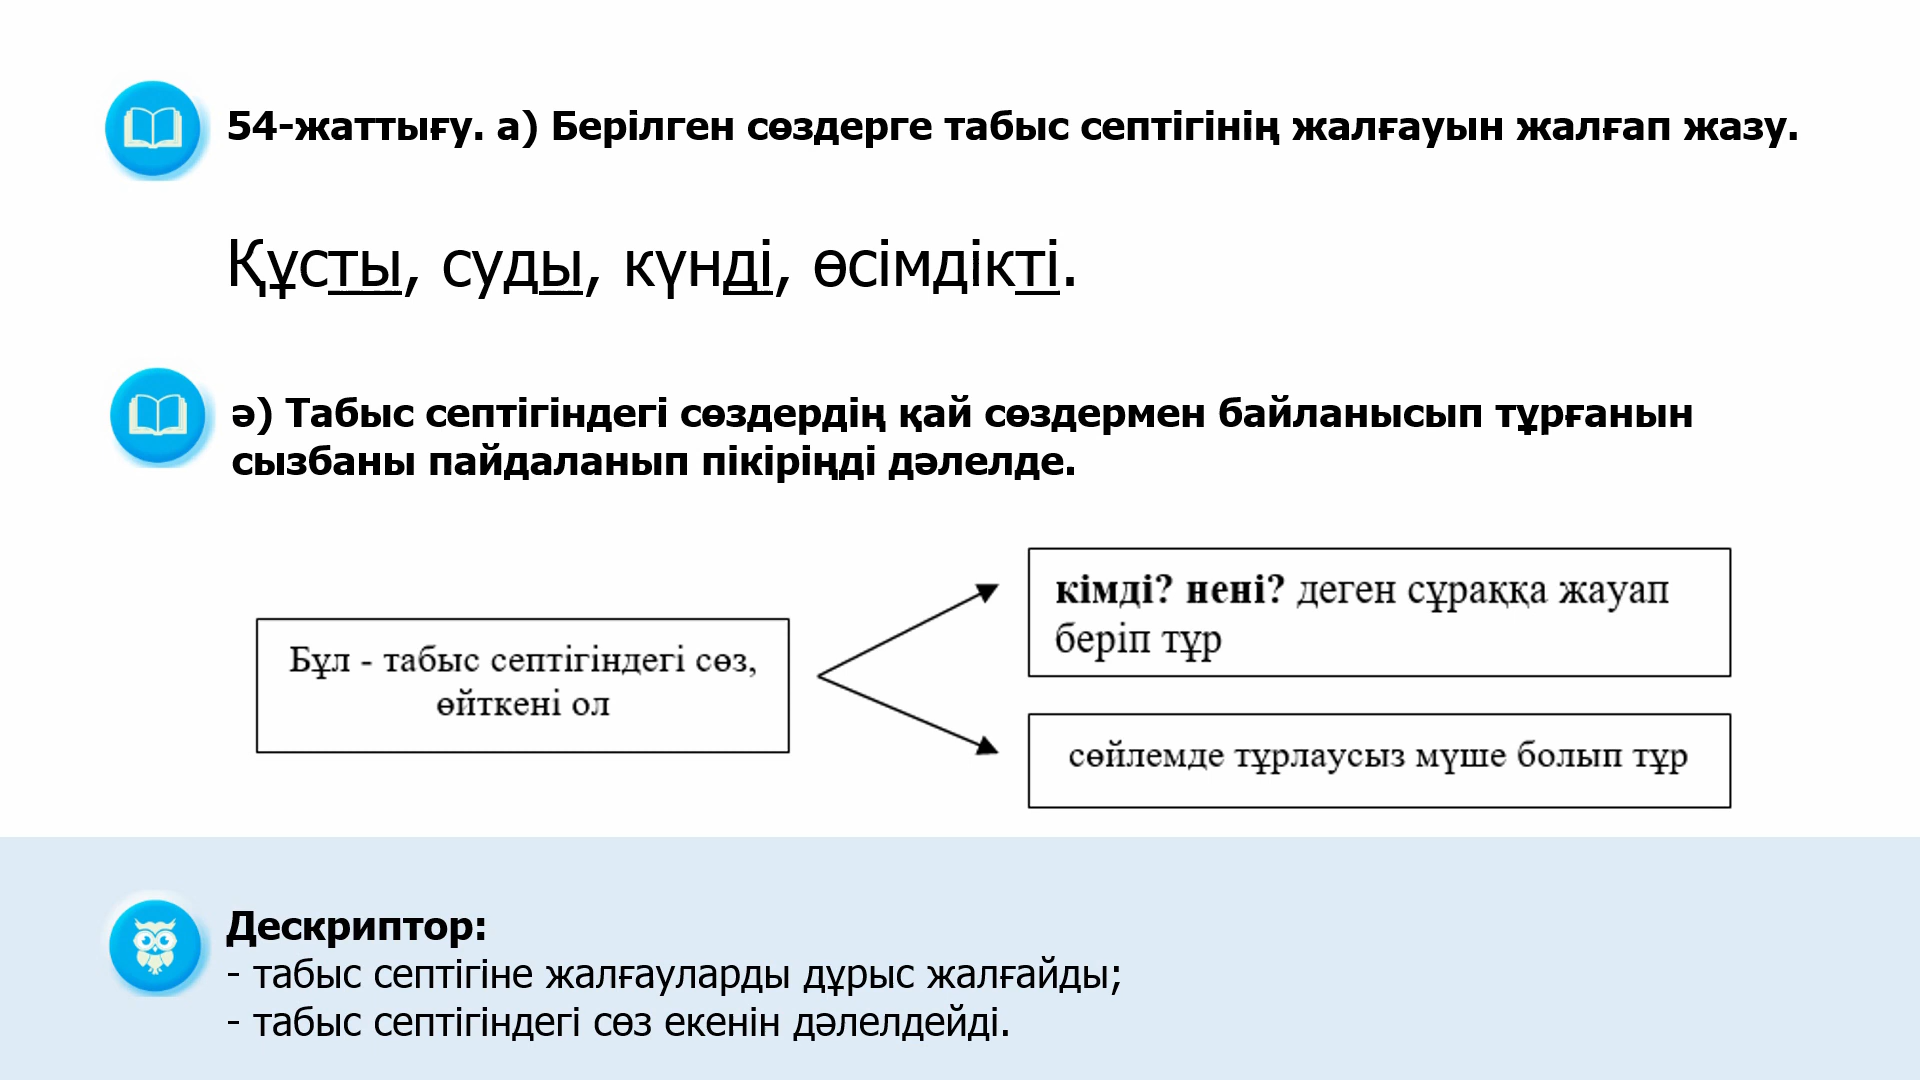 54-жаттығу. а) Берілген сөздерге табыс септігінің жалғауын жалғап жазу.
Құсты, суды, күнді, өсімдікті.
ә) Табыс септігіндегі сөздердің қай сөздермен байланысып тұрғанын
сызбаны пайдаланып пікіріңді дәлелде.
Бұл - табыс септігіндегі сөз,
өйткені ол
кімді? нені? деген сұраққа жауап
беріп тұр
сөйлемде тұрлаусыз мүше болып тұр
Дескриптор:
- табыс септігіне жалғауларды дұрыс жалғайды;
- табыс септігіндегі сөз екенін дәлелдейді.